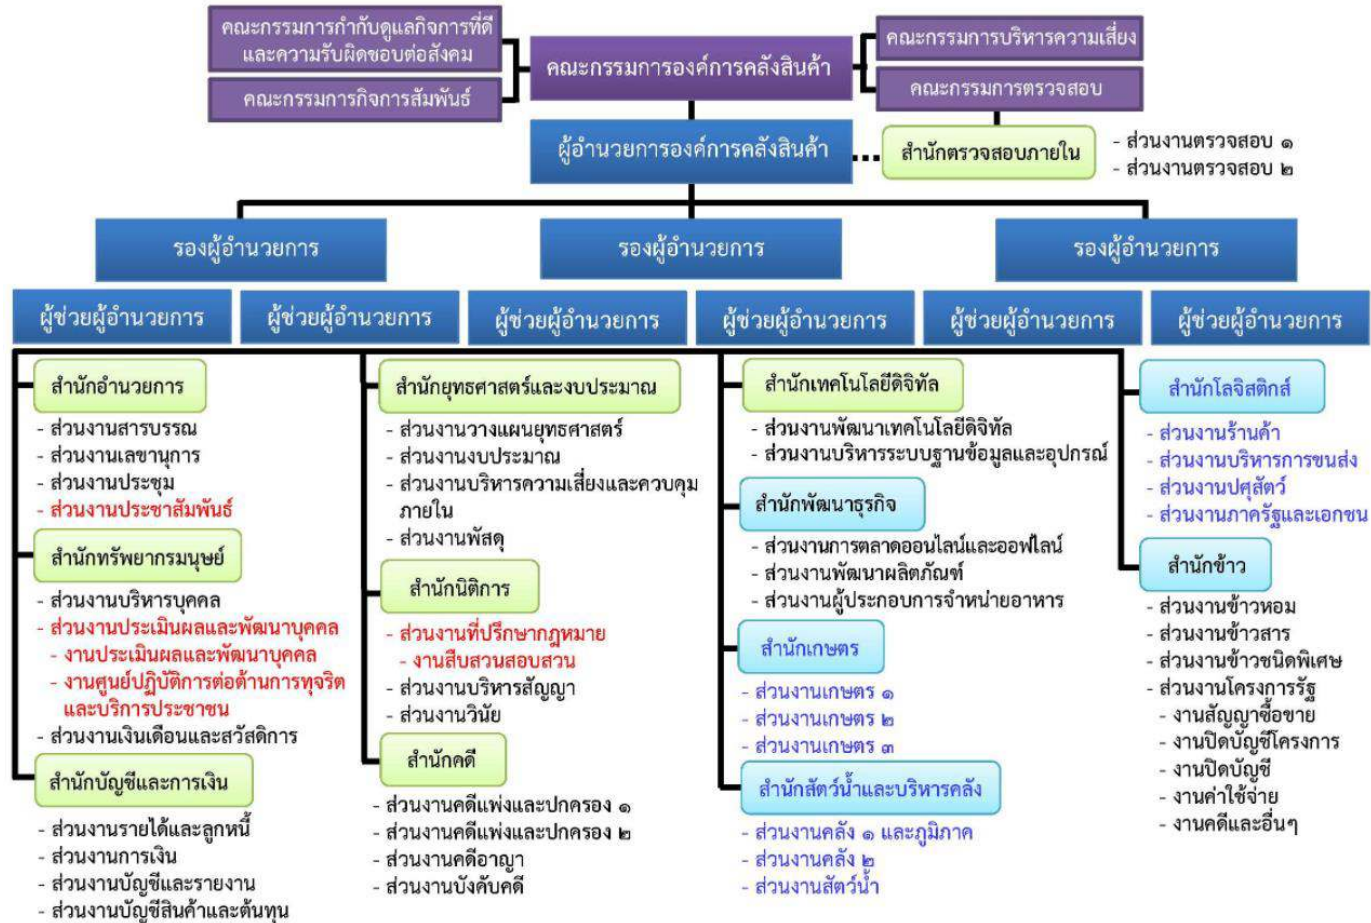 คณะกรรมการกำกับดูแลกิจการที่ดี
และความรับผิดชอบต่อสังคม
คณะกรรมการกิจการสัมพันธ์
คณะกรรมการองค์การคลังสินค้า
คณะกรรมการบริหารความเสี่ยง
คณะกรรมการตรวจสอบ
ผู้อำนวยการองค์การคลังสินค้า
สำนักตรวจสอบภายใน
- ส่วนงานตรวจสอบ ๑
- ส่วนงานตรวจสอบ ๒
รองผู้อำนวยการ
รองผู้อำนวยการ
รองผู้อำนวยการ
ผู้ช่วยผู้อำนวยการ
ผู้ช่วยผู้อำนวยการ
ผู้ช่วยผู้อำนวยการ
ผู้ช่วยผู้อำนวยการ
ผู้ช่วยผู้อำนวยการ
ผู้ช่วยผู้อำนวยการ
สำนักอำนวยการ
- ส่วนงานสารบรรณ
- ส่วนงานเลขานุการ
- ส่วนงานประชุม
- ส่วนงานประชาสัมพันธ์
สำนักทรัพยากรมนุษย์
- ส่วนงานบริหารบุคคล
- ส่วนงานประเมินผลและพัฒนาบุคคล
- งานประเมินผลและพัฒนาบุคคล
- งานศูนย์ปฏิบัติการต่อต้านการทุจริต
และบริการประชาชน
- ส่วนงานเงินเดือนและสวัสดิการ
สำนักบัญชีและการเงิน
- ส่วนงานรายได้และลูกหนี้
- ส่วนงานการเงิน
- ส่วนงานบัญชีและรายงาน
- ส่วนงานบัญชีสินค้าและต้นทุน
สำนักยุทธศาสตร์และงบประมาณ
- ส่วนงานวางแผนยุทธศาสตร์
- ส่วนงานงบประมาณ
- ส่วนงานบริหารความเสี่ยงและควบคุม
ภายใน
- ส่วนงานพัสดุ
สำนักนิติการ
- ส่วนงานที่ปรึกษากฎหมาย
- งานสืบสวนสอบสวน
- ส่วนงานบริหารสัญญา
- ส่วนงานวินัย
สำนักคดี
- ส่วนงานคดีแพ่งและปกครอง ๑
- ส่วนงานคดีแพ่งและปกครอง ๒
- ส่วนงานคดีอาญา
- ส่วนงานบังคับคดี
สำนักเทคโนโลยีดิจิทัล
- ส่วนงานพัฒนาเทคโนโลยีดิจิทัล
- ส่วนงานบริหารระบบฐานข้อมูลและอุปกรณ์
สำนักพัฒนาธุรกิจ
- ส่วนงานการตลาดออนไลน์และออฟไลน์
- ส่วนงานพัฒนาผลิตภัณฑ์
- ส่วนงานผู้ประกอบการจำหน่ายอาหาร
สำนักเกษตร
- ส่วนงานเกษตร ๑
- ส่วนงานเกษตร ๒
- ส่วนงานเกษตร ๓
สำนักสัตว์น้ำและบริหารคลัง
- ส่วนงานคลัง ๑ และภูมิภาค
- ส่วนงานคลัง ๒
- ส่วนงานสัตว์น้ำ
สำนักโลจิสติกส์
- ส่วนงานร้านค้า
- ส่วนงานบริหารการขนส่ง
- ส่วนงานปศุสัตว์
- ส่วนงานภาครัฐและเอกชน
สำนักข้าว
- ส่วนงานข้าวหอม
- ส่วนงานข้าวสาร
- ส่วนงานข้าวชนิดพิเศษ
- ส่วนงานโครงการรัฐ
- งานสัญญาซื้อขาย
- งานปิดบัญชีโครงการ
- งานปิดบัญชี
- งานค่าใช้จ่าย
- งานคดีและอื่นๆ